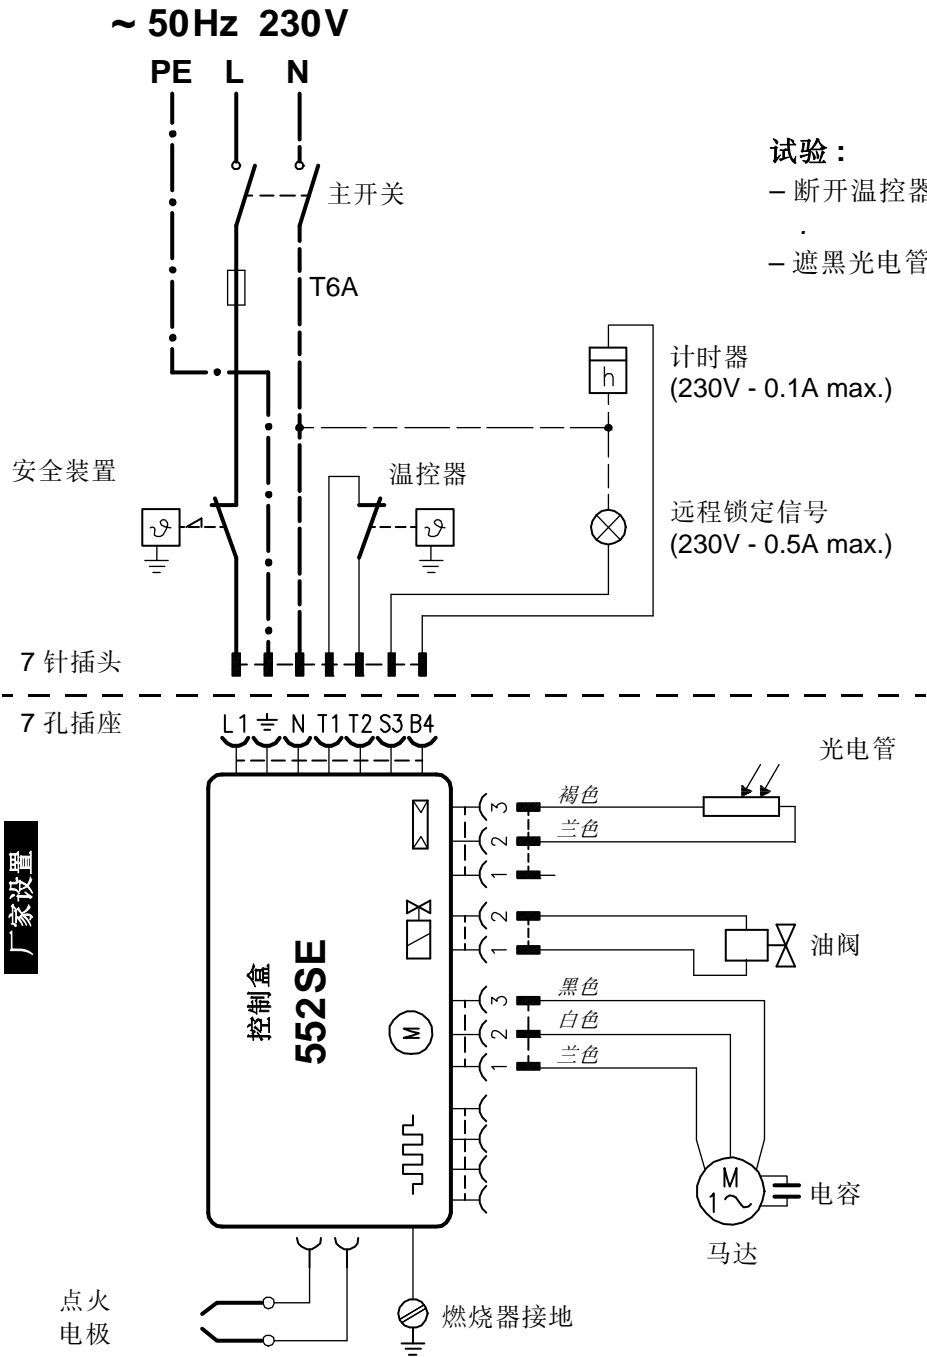 ~ 50Hz 230V
PE L N
试验 :
– 断开温控器
.
– 遮黑光电管
主开关
T6A
计时器
(230V - 0.1A max.)
h
安全装置
温控器
ϑ
ϑ
远程锁定信号
(230V - 0.5A max.)
7 针插头
7 孔插座
L1 N T1 T2 S3 B4
光电管
3 褐色
2 兰色
1
厂家设置
2
1
油阀
控制盒
552SE
3 黑色
2 白色
1 兰色
M
M
1~
电容
马达
点火
电极
燃烧器接地